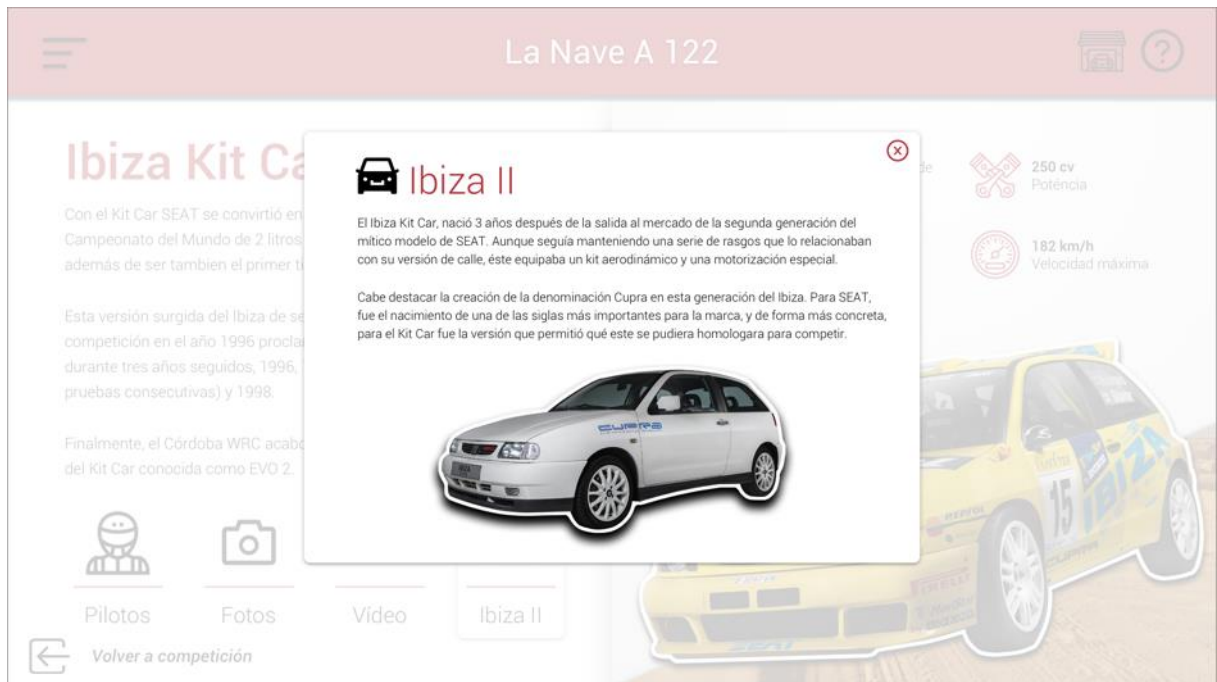 La Nave A 122
Ibiza Kit
Con el Kit Car SEAT se convirtió en
Campeonato del Mundo de 2 litros
además de ser tambien el primer
Esta versión surgida del Ibiza de
competición en el año 1996
durante tres años seguidos, 1996,
pruebas consecutivas) y 1998.
Finalmente, el Córdoba WRC
del Kit Car conocida como EVO 2.
Ibiza II
El Ibiza Kit Car, nació 3 años después de la salida al mercado de la segunda generación del
mítico modelo de SEAT. Aunque seguía manteniendo una serie de rasgos que lo relacionaban
con su versión de calle, éste equipaba un kit aerodinámico y una motorización especial.
Cabe destacar la creación de la denominación Cupra en esta generación del Ibiza. Para SEAT,
fue el nacimiento de una de las siglas más importantes para la marca, y de forma más concreta,
para el Kit Car fue la versión que permitió qué este se pudiera homologara para competir.
CUPRA
IBIZA
250 cv
Poténcia
182 km/h
Velocidad máxima
15
IBIZA
REPSOL
CUPRA
PIRELLI
SEAT
Pilotos
Fotos
Vídeo
Ibiza II
Volver a competición